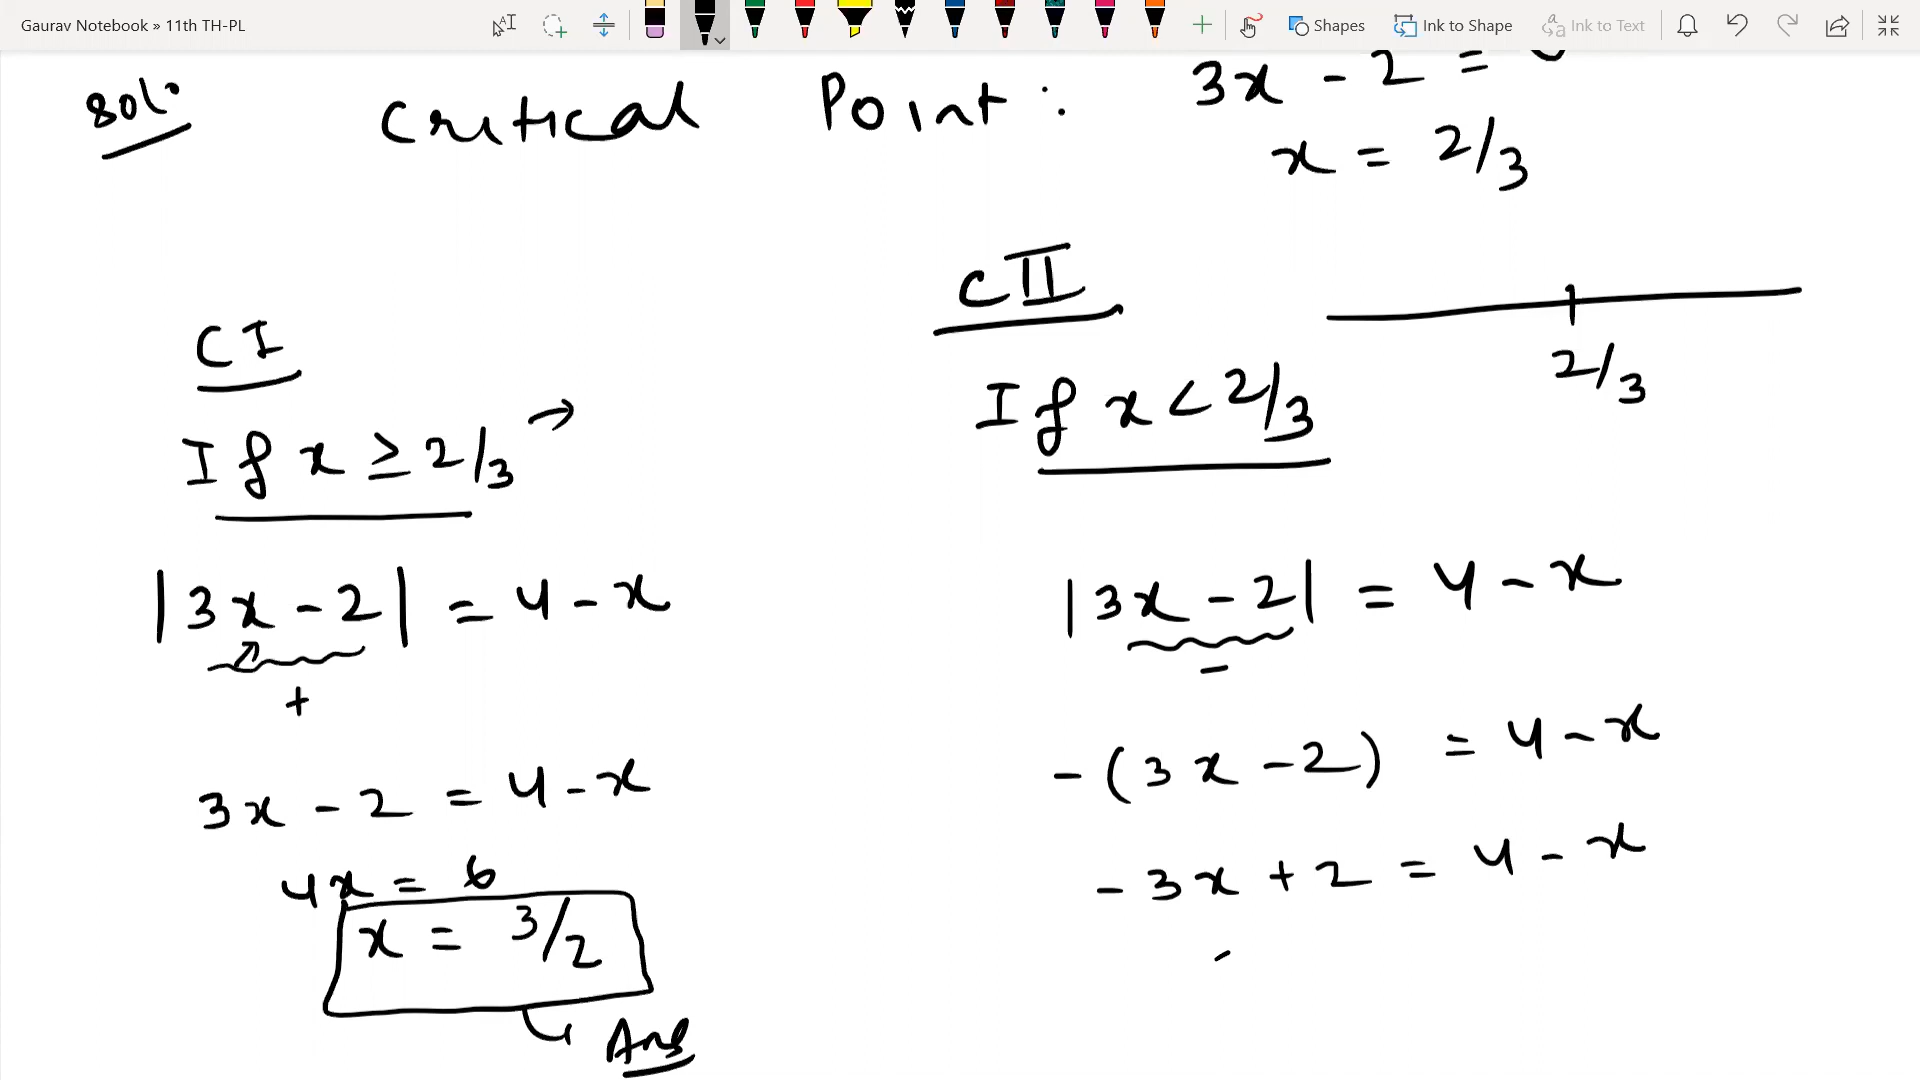 Gaurav Notebook » 11th TH-PL
Shapes
Ink to Shape
Ink to Text
Sol:
Critical Point :
3x - 2 = 0
x = 2/3
C I
If x ≥ 2/3 →
|3x - 2| = 4 - x
+
3x - 2 = 4 - x
4x = 6
x = 3/2
Ans
C II
2/3
If x < 2/3
|3x - 2| = 4 - x
-
-(3x - 2) = 4 - x
-3x + 2 = 4 - x
-